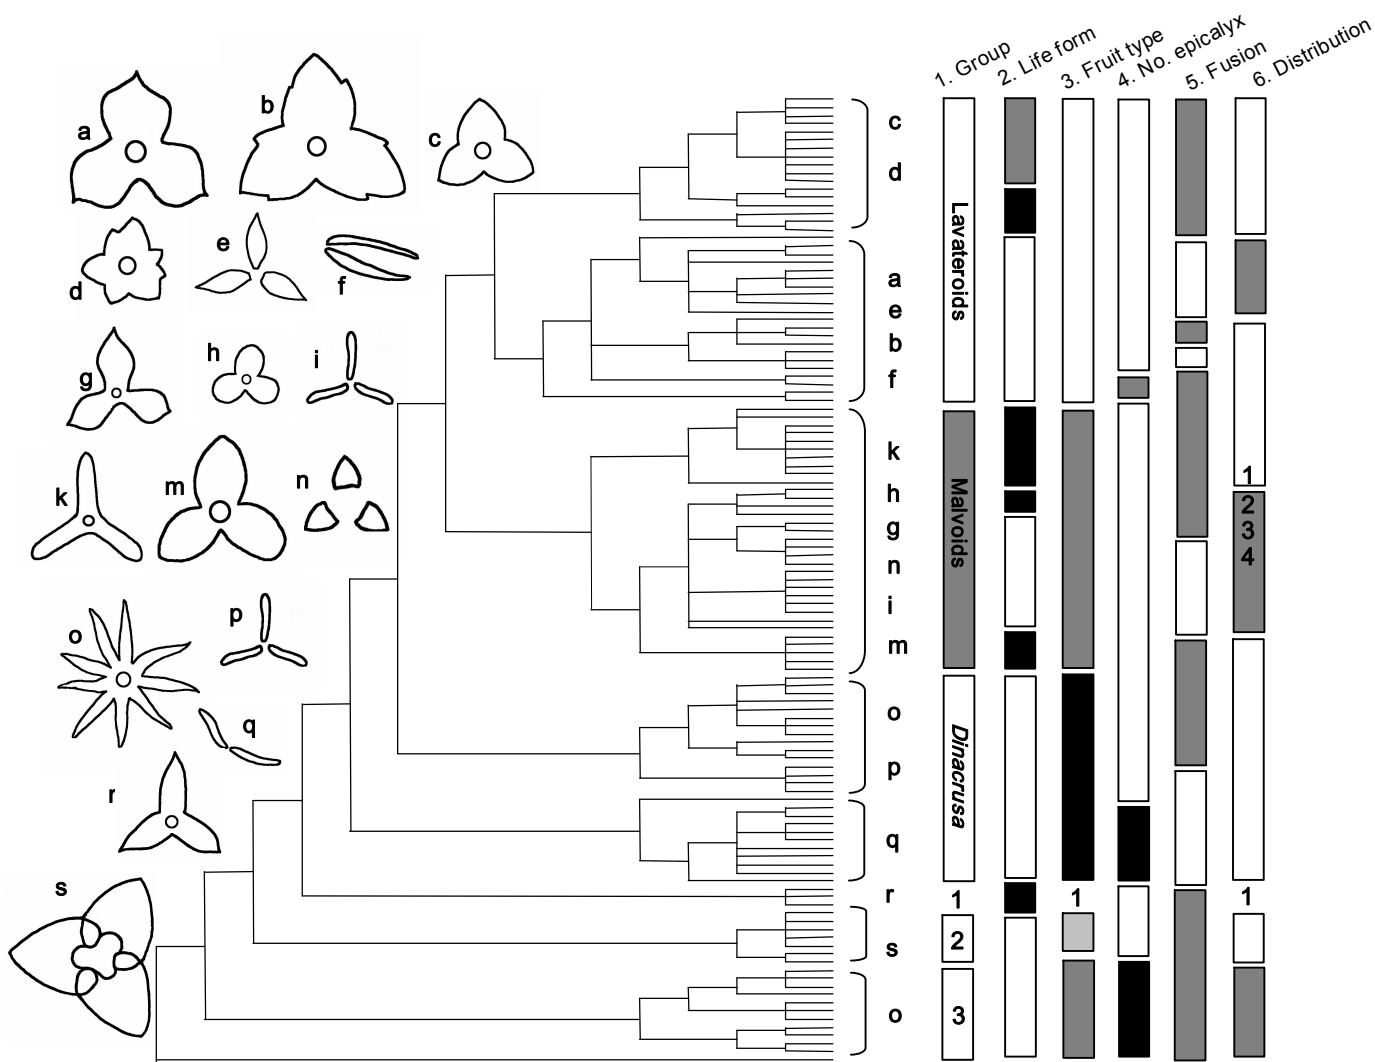 1. Group
2. Life form
3. Fruit type
4. No. epicalyx
5. Fusion
6. Distribution
a
b
c
d
e
f
g
h
i
k
m
n
o
p
q
r
s
c
d
a
e
b
f
k
h
g
n
i
m
o
p
q
r
s
o
Lavateroids
Malvoids
Dinacrusa
1
2
3
1
1
2
3
4
1